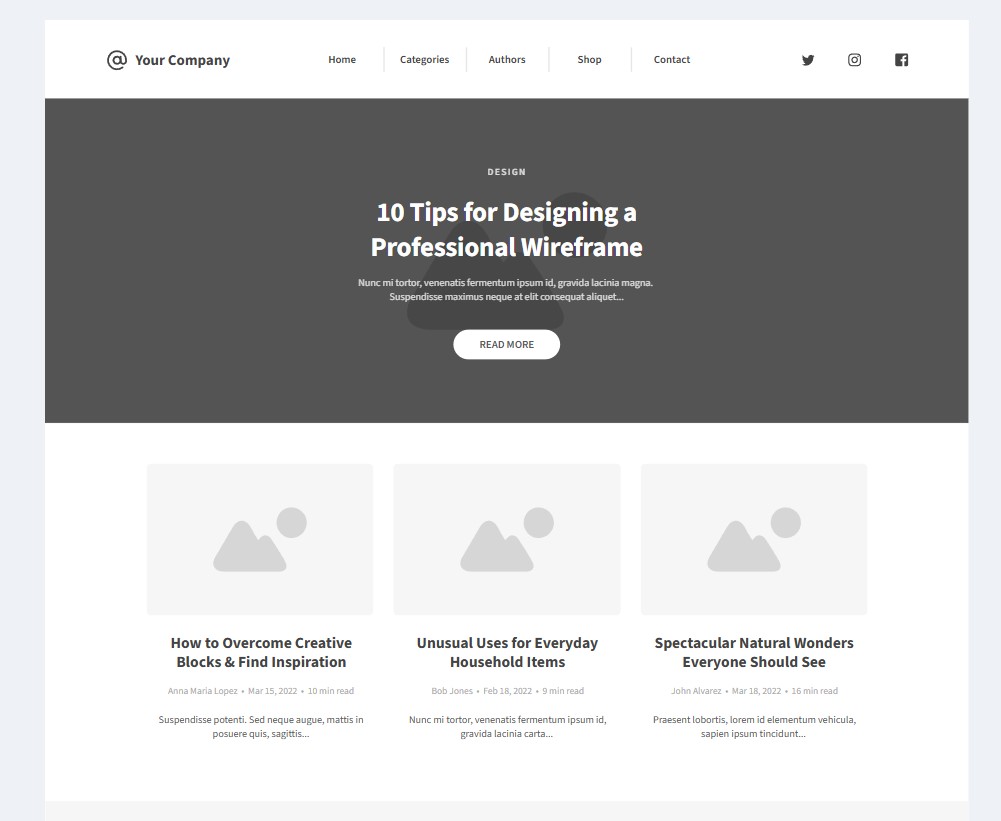 @ Your Company
Home
Categories
Authors
Shop
Contact
DESIGN
10 Tips for Designing a
Professional Wireframe
Nunc mi tortor, venenatis fermentum ipsum id, gravida lacinia magna.
Suspendisse maximus neque at elit consequat aliquet...
READ MORE
How to Overcome Creative
Blocks & Find Inspiration
Anna Maria Lopez • Mar 15, 2022 • 10 min read
Suspendisse potenti. Sed neque augue, mattis in
posuere quis, sagittis...
Unusual Uses for Everyday
Household Items
Bob Jones • Feb 18, 2022 • 9 min read
Nunc mi tortor, venenatis fermentum ipsum id,
gravida lacinia carta...
Spectacular Natural Wonders
Everyone Should See
John Alvarez • Mar 18, 2022 • 16 min read
Praesent lobortis, lorem id elementum vehicula,
sapien ipsum tincidunt...